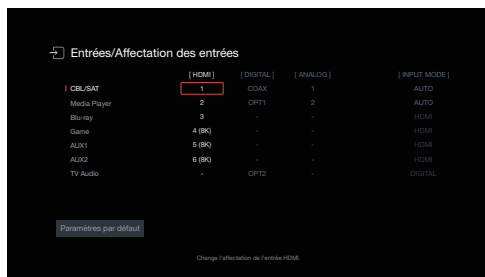 Entrées/Affectation des entrées
[ HDMI ] [ DIGITAL ] [ ANALOG ] [ INPUT MODE ]
CBL/SAT 1 COAX 1 AUTO
Media Player 2 OPT1 2 AUTO
Blu-ray 3 - - HDMI
Game 4 (8K) - - HDMI
AUX1 5 (8K) - - HDMI
AUX2 6 (8K) - - HDMI
TV Audio - OPT2 - DIGITAL
Paramètres par défaut
Change l'affectation de l'entrée HDMI.